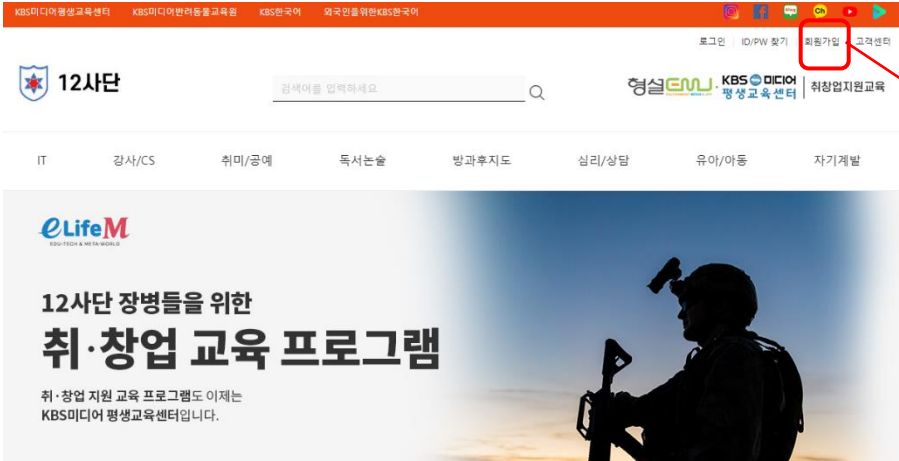 KBS미디어평생교육센터 KBS미디어반려동물교육원 KBS한국어 외국인을위한KBS한국어
로그인 ID/PW 찾기 회원가입 고객센터
12사단 검색어를 입력하세요 형설EMJ · KBS 미디어 평생교육센터 취창업지원교육
IT 강사/CS 취미/공예 독서논술 방과후지도 심리/상담 유아/아동 자기계발
eLifeM
EDU-TECH & META-WORLD
12사단 장병들을 위한
취·창업 교육 프로그램
취·창업 지원 교육 프로그램도 이제는
KBS미디어 평생교육센터입니다.